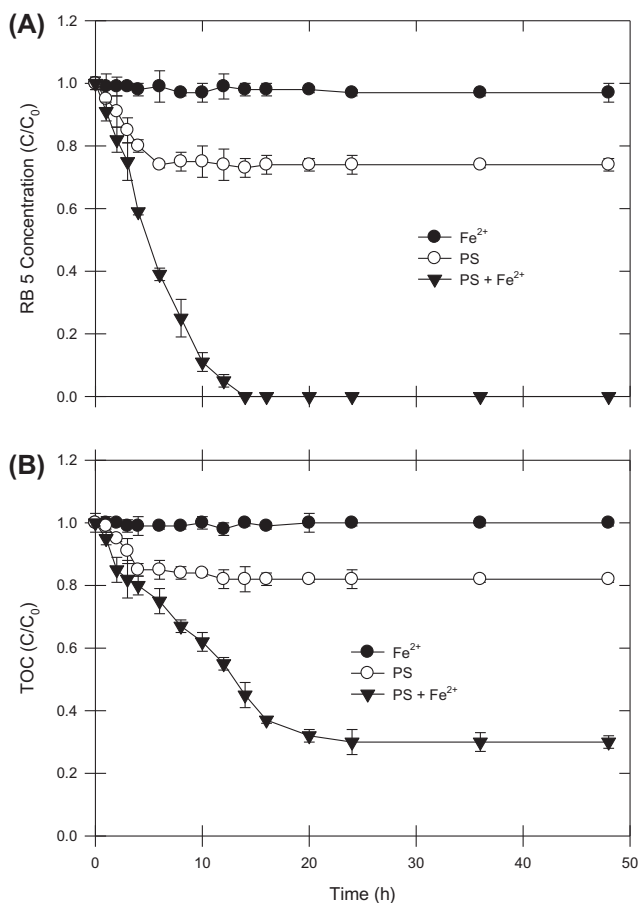 (A)
1.2
1.0
0.8
0.6
0.4
0.2
0.0
RB 5 Concentration (C/C₀)
Fe²⁺
PS
PS + Fe²⁺
(B)
1.2
1.0
0.8
0.6
0.4
0.2
0.0
TOC (C/C₀)
Fe²⁺
PS
PS + Fe²⁺
0 10 20 30 40 50
Time (h)